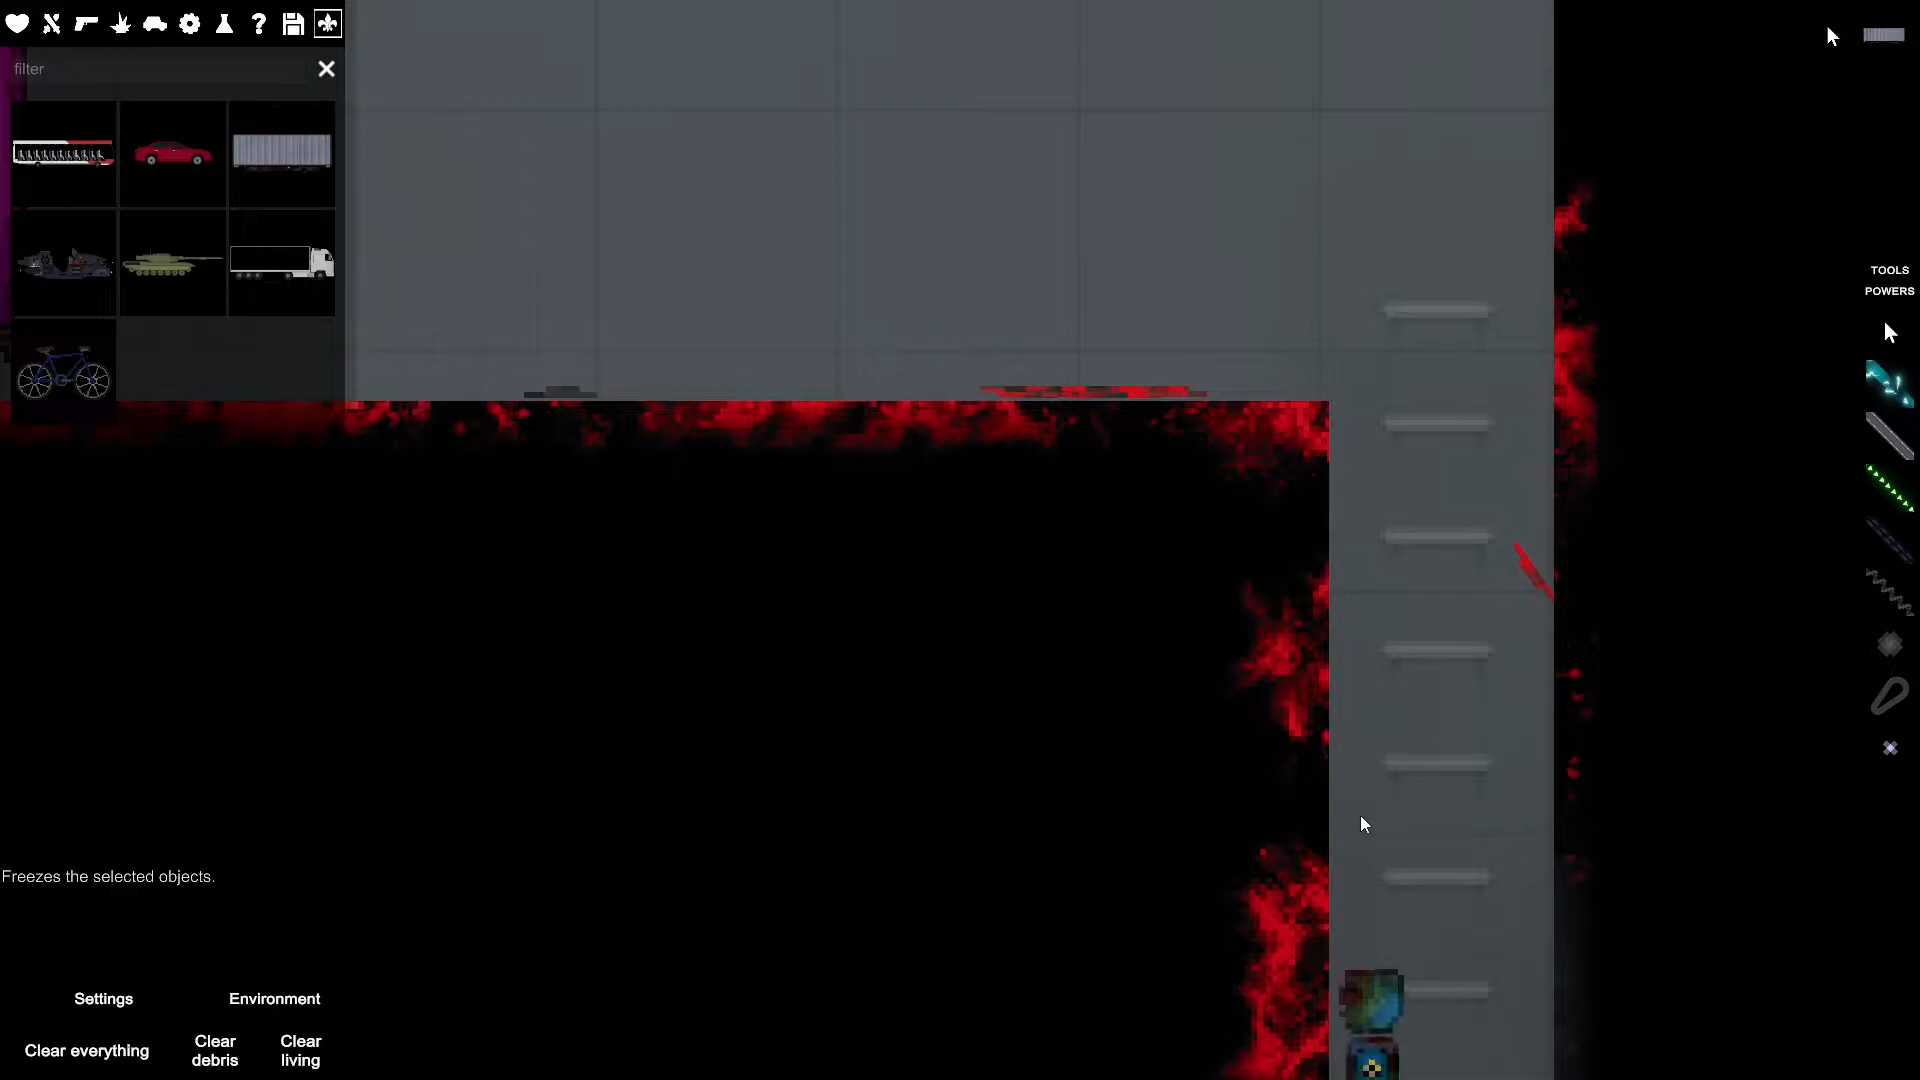 filter
TOOLS
POWERS
Freezes the selected objects.
Settings
Environment
Clear everything
Clear
debris
Clear
living